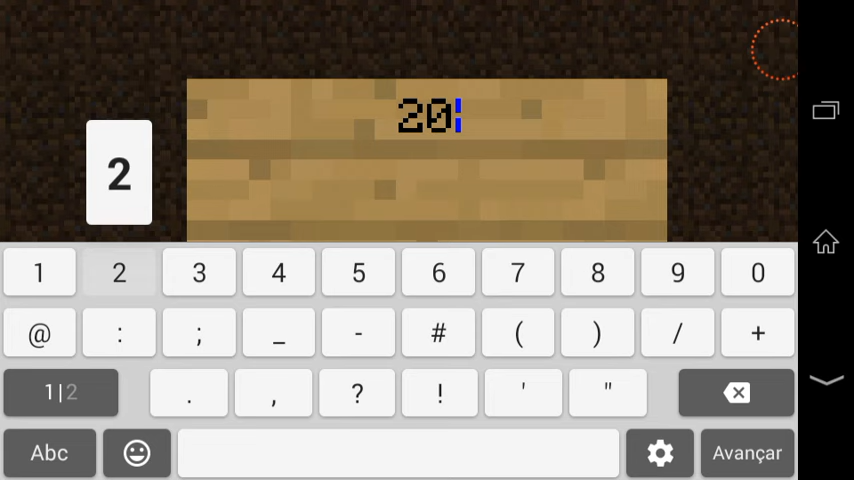 20
2
1 2 3 4 5 6 7 8 9 0
@ : ; _ - # ( ) / +
1|2 . , ? ! ' "
Abc Avançar